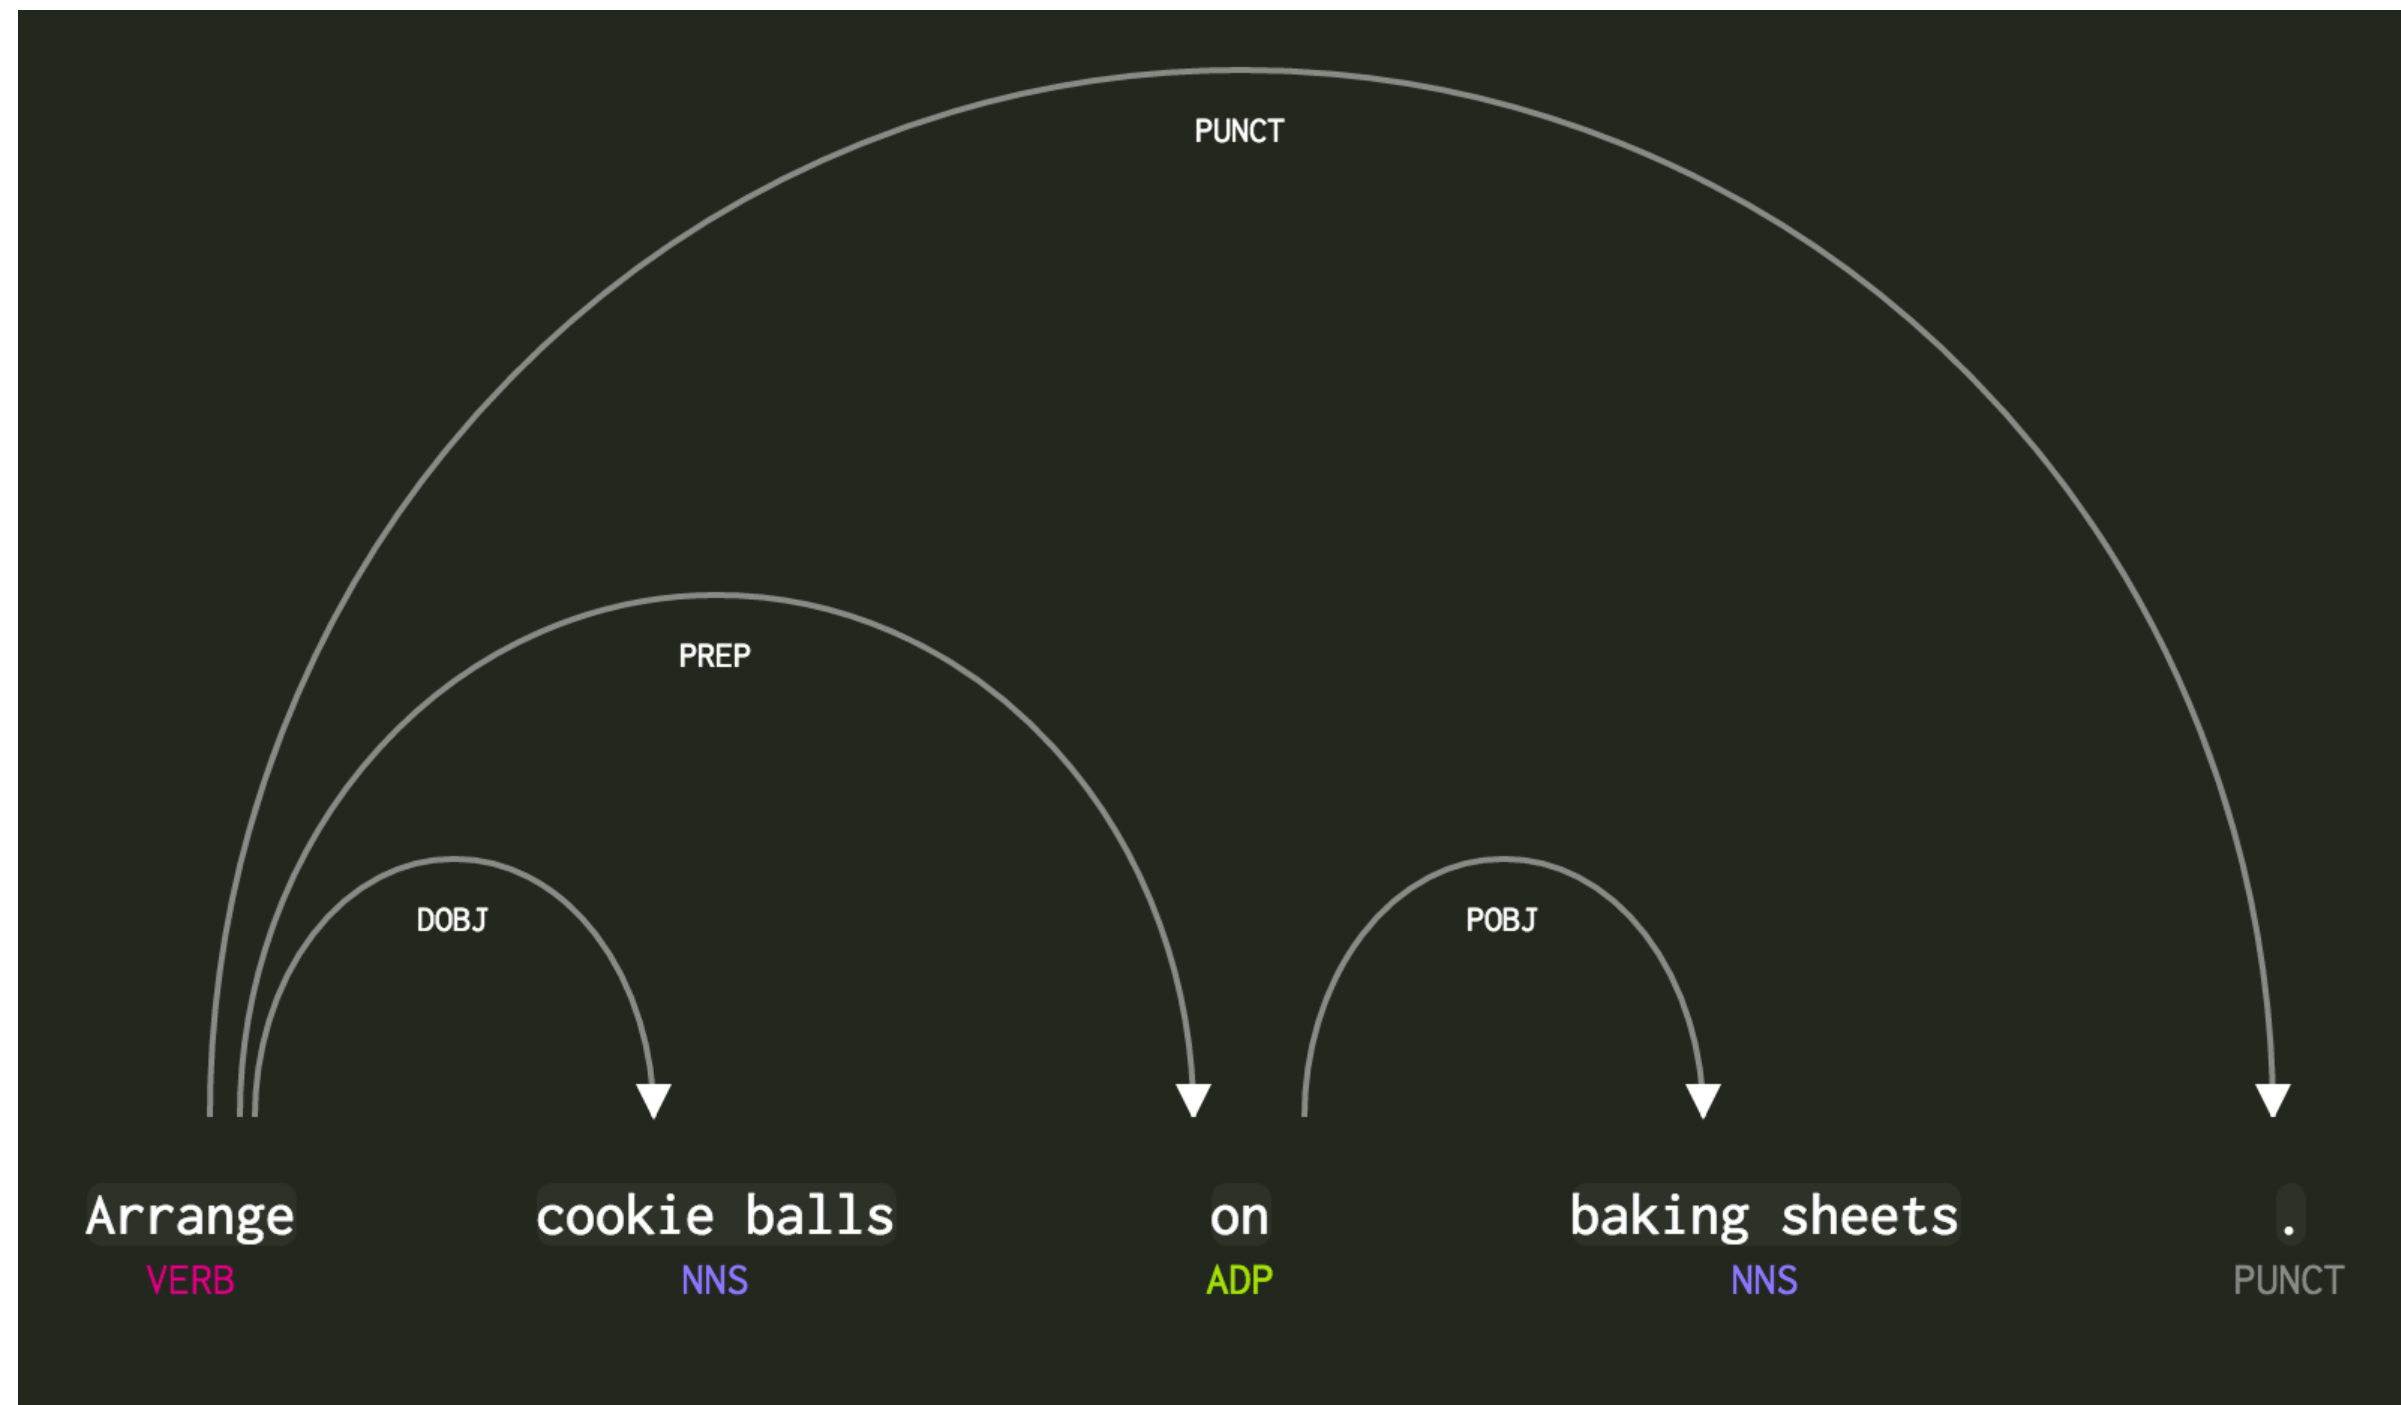 PUNCT
PREP
DOBJ POBJ
Arrange cookie balls on baking sheets .
VERB NNS ADP NNS PUNCT